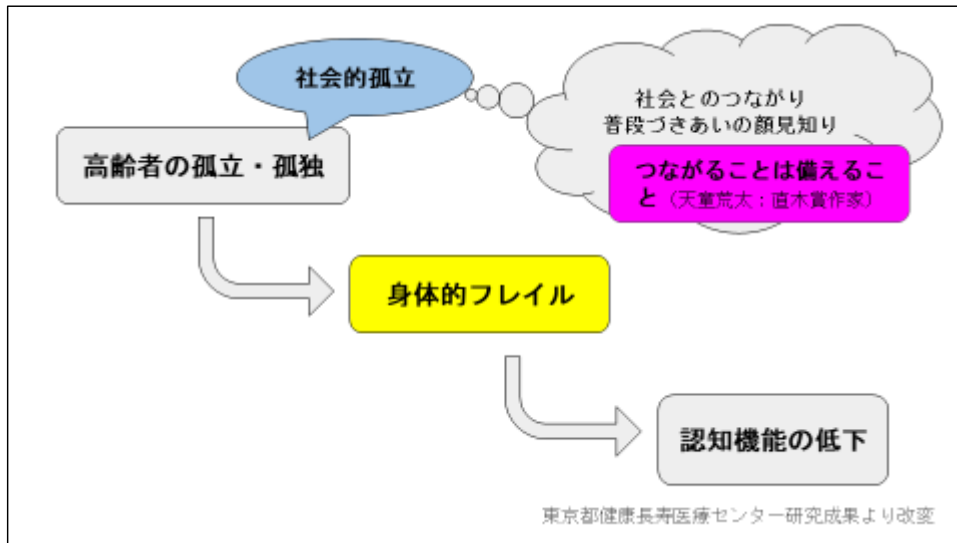 社会的孤立
社会とのつながり
普段づきあいの顔見知り
つながることは備えるこ
と（天童荒太：直木賞作家）
高齢者の孤立・孤独
身体的フレイル
認知機能の低下
東京都健康長寿医療センター研究成果より改変